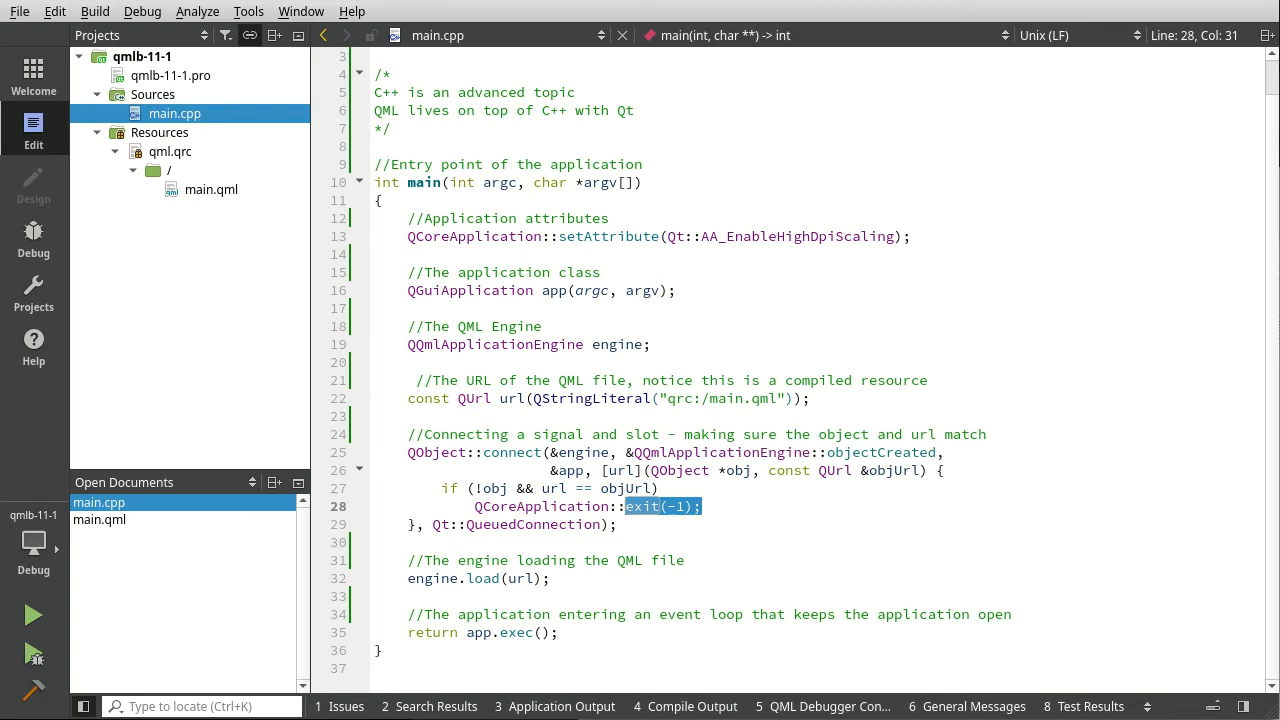 File Edit Build Debug Analyze Tools Window Help
Projects main.cpp main(int, char **) -> int Unix (LF) Line: 28, Col: 31
Welcome
Edit
Design
Debug
Projects
Help
qmlb-11-1
Debug
qmlb-11-1
qmlb-11-1.pro
Sources
main.cpp
Resources
qml.qrc
/
main.qml
Open Documents
main.cpp
main.qml
3
4 /*
5 C++ is an advanced topic
6 QML lives on top of C++ with Qt
7 */
8
9 //Entry point of the application
10 int main(int argc, char *argv[])
11 {
12 //Application attributes
13 QCoreApplication::setAttribute(Qt::AA_EnableHighDpiScaling);
14
15 //The application class
16 QGuiApplication app(argc, argv);
17
18 //The QML Engine
19 QQmlApplicationEngine engine;
20
21 //The URL of the QML file, notice this is a compiled resource
22 const QUrl url(QStringLiteral("qrc:/main.qml"));
23
24 //Connecting a signal and slot - making sure the object and url match
25 QObject::connect(&engine, &QQmlApplicationEngine::objectCreated,
26 &app, [url](QObject *obj, const QUrl &objUrl) {
27 if (!obj && url == objUrl)
28 QCoreApplication::exit(-1);
29 }, Qt::QueuedConnection);
30
31 //The engine loading the QML file
32 engine.load(url);
33
34 //The application entering an event loop that keeps the application open
35 return app.exec();
36 }
37
Type to locate (Ctrl+K) 1 Issues 2 Search Results 3 Application Output 4 Compile Output 5 QML Debugger Con... 6 General Messages 8 Test Results